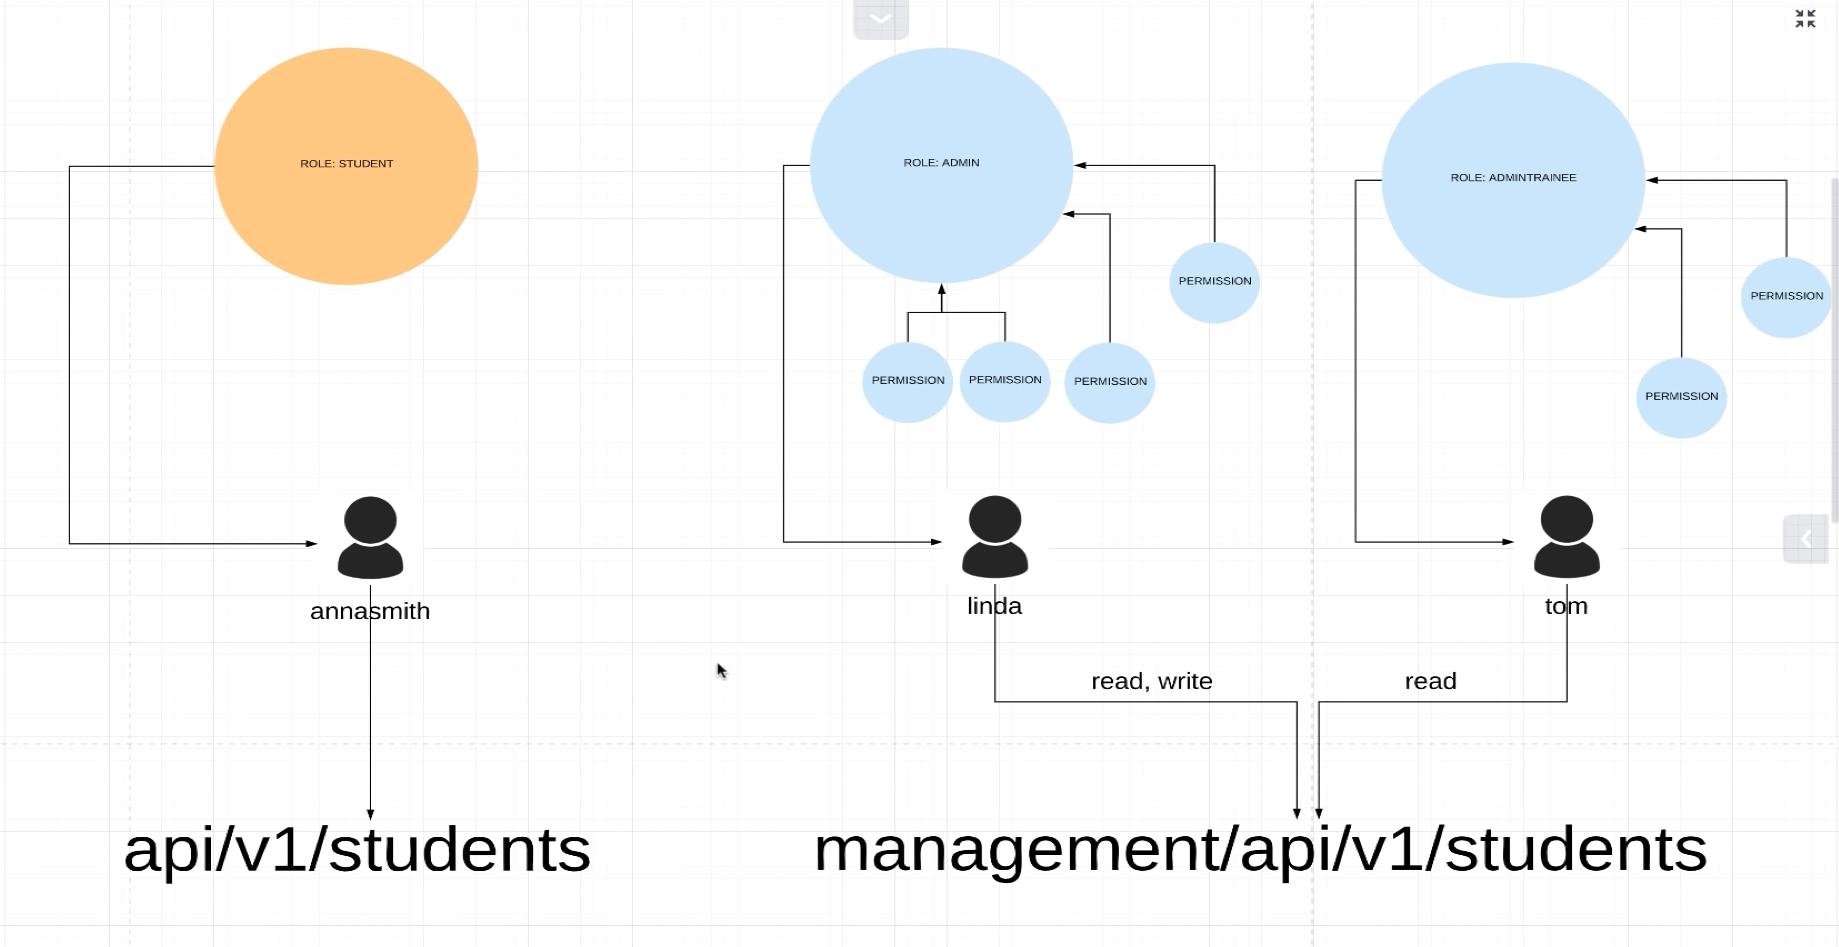 ROLE: STUDENT
ROLE: ADMIN
ROLE: ADMINTRAINEE
PERMISSION
PERMISSION
PERMISSION
PERMISSION
PERMISSION
PERMISSION
annasmith
linda
tom
read, write
read
api/v1/students
management/api/v1/students